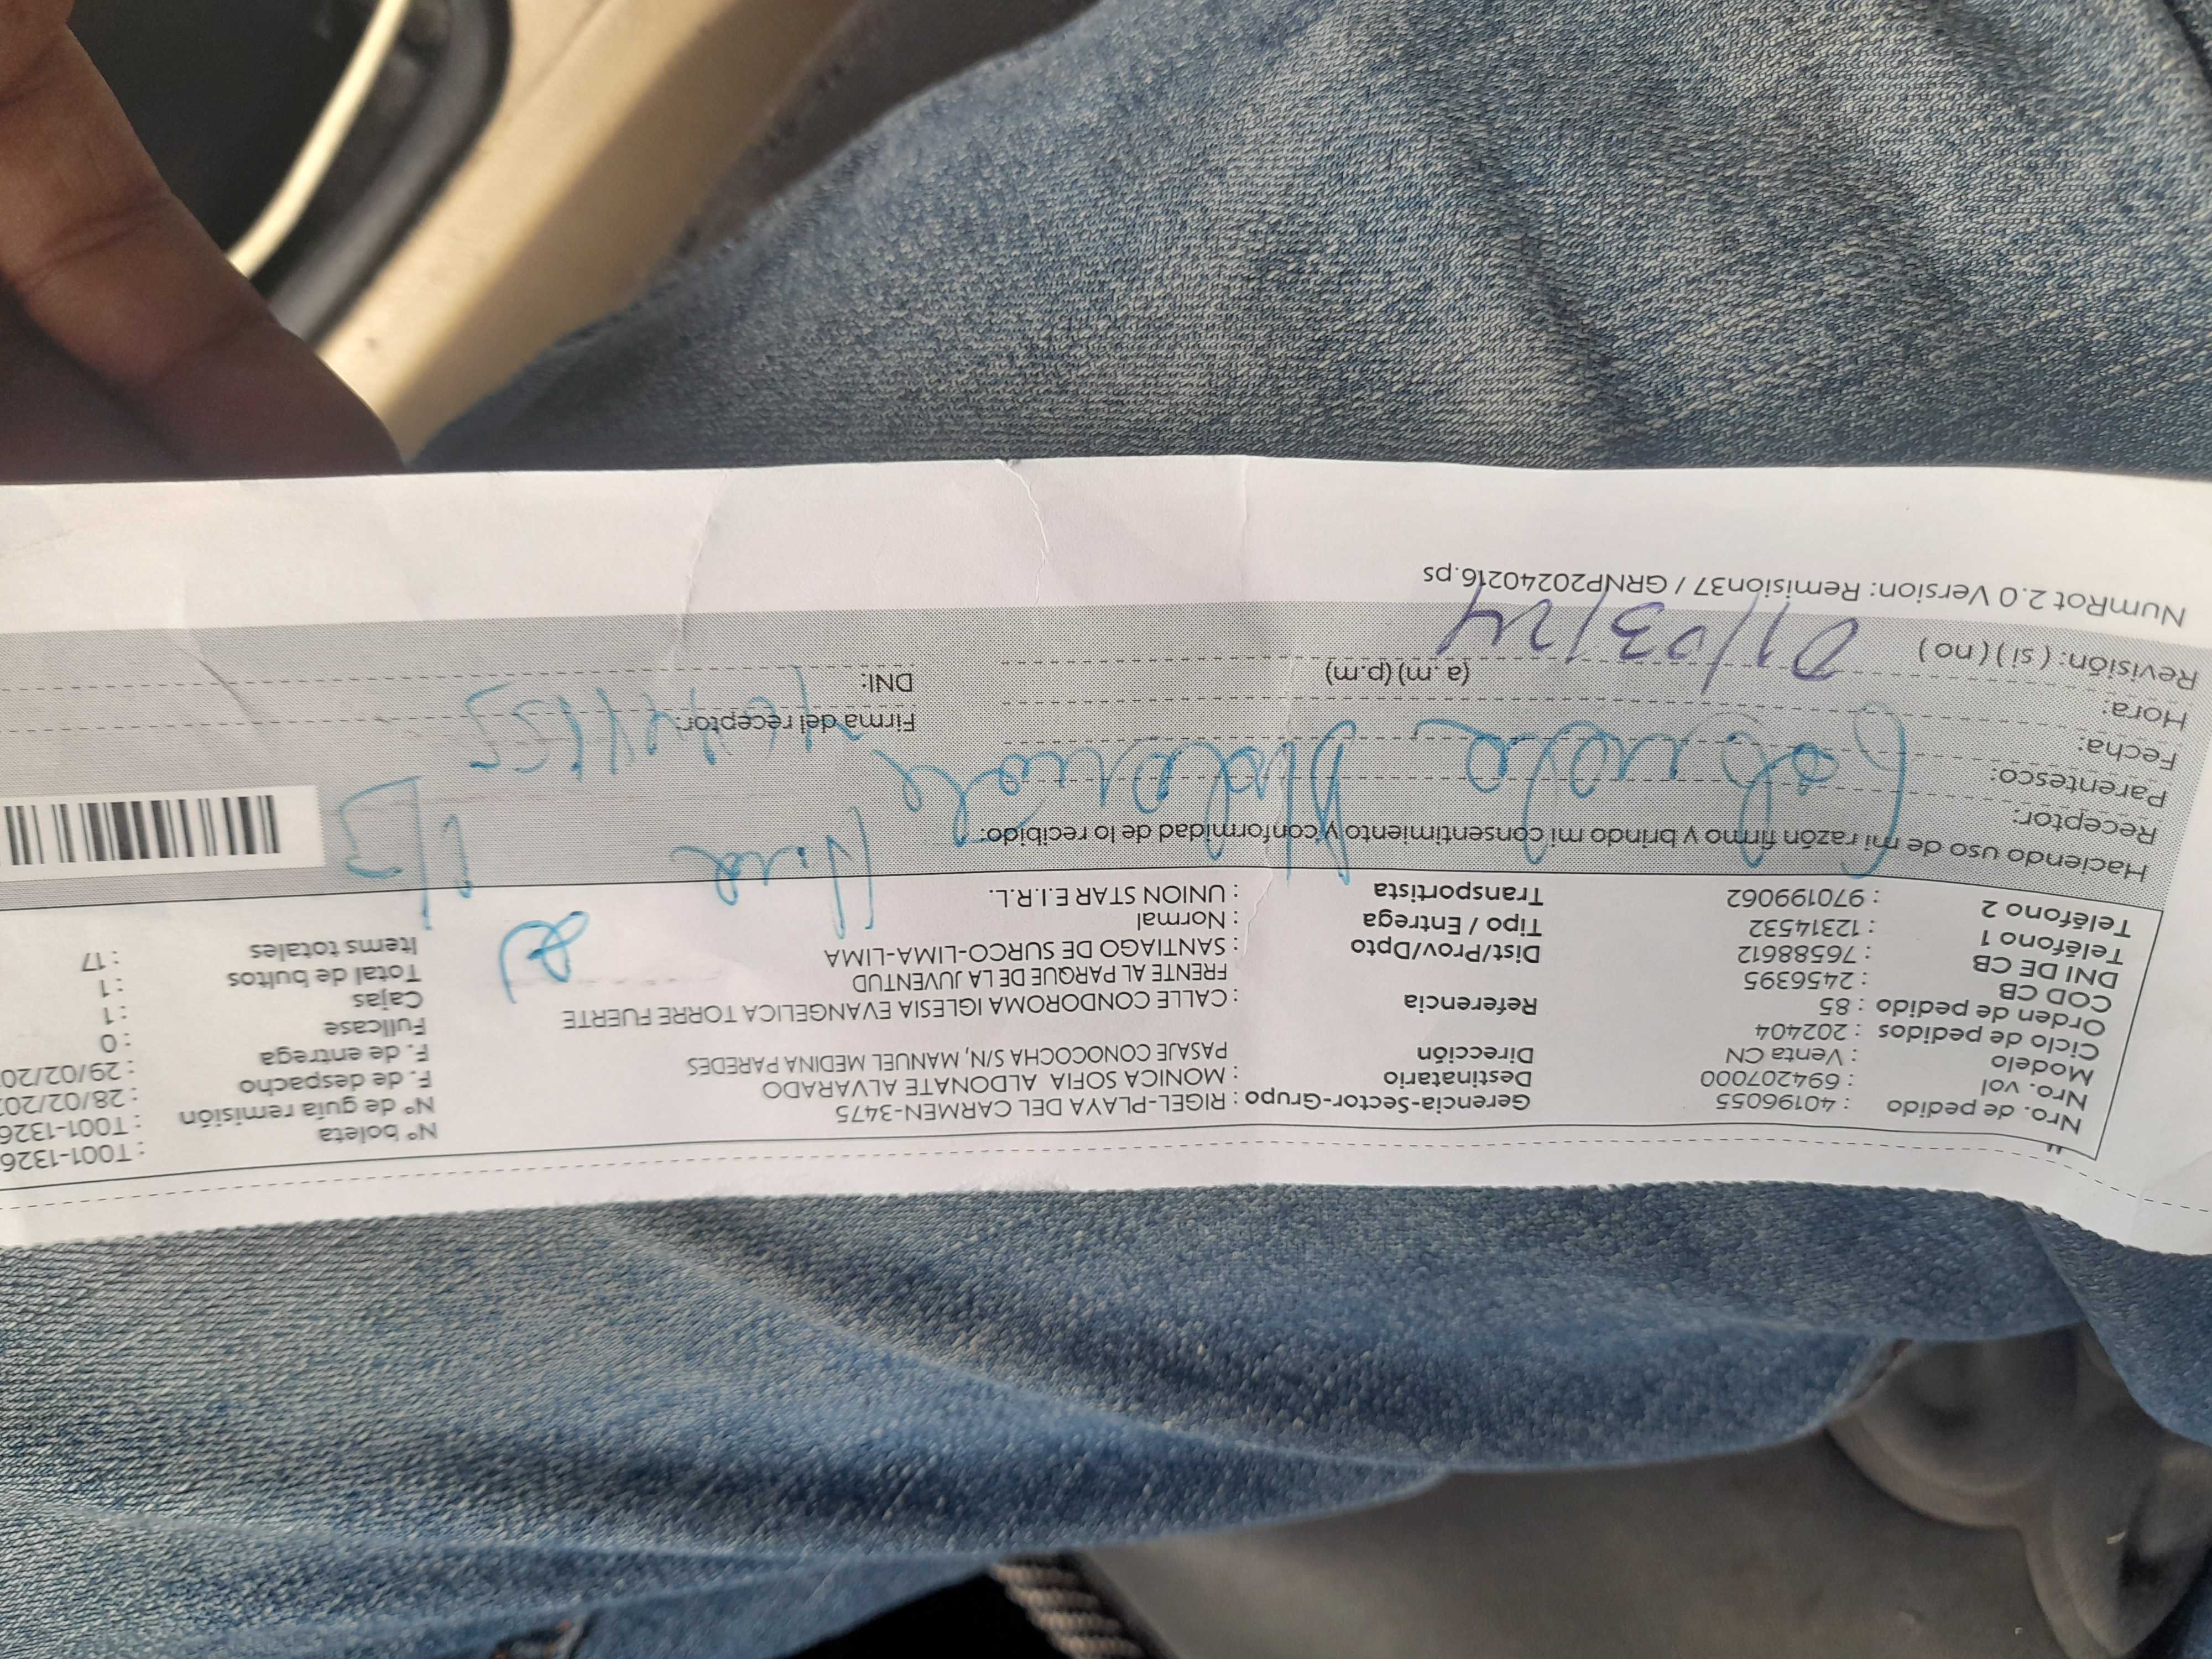 Nro. de pedido : 40196055
Nro. vol : 694207000
Modelo : Venta CN
Ciclo de pedidos : 202404
Orden de pedido : 85
COD CB : 2456395
DNI DE CB : 76588612
Teléfono 1 : 12314532
Teléfono 2 : 970199062
Gerencia-Sector-Grupo : RIGEL-PLAYA DEL CARMEN-3475
Destinatario : MONICA SOFIA ALDONATE ALVARADO
Dirección PASAJE CONOCOCHA S/N, MANUEL MEDINA PAREDES
Referencia : CALLE CONDOROMA IGLESIA EVANGELICA TORRE FUERTE
FRENTE AL PARQUE DE LA JUVENTUD
Dist/Prov/Dpto : SANTIAGO DE SURCO-LIMA-LIMA
Tipo / Entrega : Normal
Transportista : UNION STAR E.I.R.L.
Nº boleta : T001-1326
Nº de guía remisión : T001-1326
F. de despacho : 28/02/20
F. de entrega : 29/02/20
Fullcase : 0
Cajas : 1
Total de bultos : 1
Items totales : 17
Haciendo uso de mi razón firmo y brindo mi consentimiento y conformidad de lo recibido:
Receptor:
Parentesco:
Fecha:
Hora: (a.m) (p.m)
Revisión: ( si ) ( no ) 01/03/24
Firma del receptor:
DNI:
1/3
NumRot 2.0 Version: Remision37 / GRNP20240216.ps